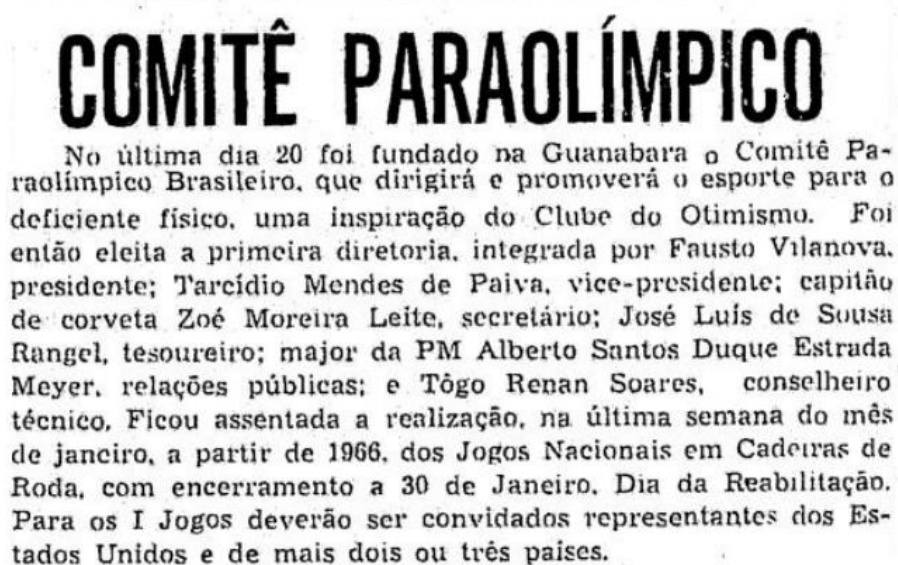 COMITÊ PARAOLÍMPICO
No última dia 20 foi fundado na Guanabara o Comitê Pa-
raolímpico Brasileiro, que dirigirá e promoverá o esporte para o
deficiente físico, uma inspiração do Clube do Otimismo. Foi
então eleita a primeira diretoria, integrada por Fausto Vilanova,
presidente; Tarcídio Mendes de Paiva, vice-presidente; capitão
de corveta Zoé Moreira Leite, secretário; José Luís de Sousa
Rangel, tesoureiro; major da PM Alberto Santos Duque Estrada
Meyer, relações públicas; e Tôgo Renan Soares, conselheiro
técnico. Ficou assentada a realização, na última semana do mês
de janeiro, a partir de 1966, dos Jogos Nacionais em Cadeiras de
Roda, com encerramento a 30 de Janeiro, Dia da Reabilitação.
Para os I Jogos deverão ser convidados representantes dos Es-
tados Unidos e de mais dois ou três países.